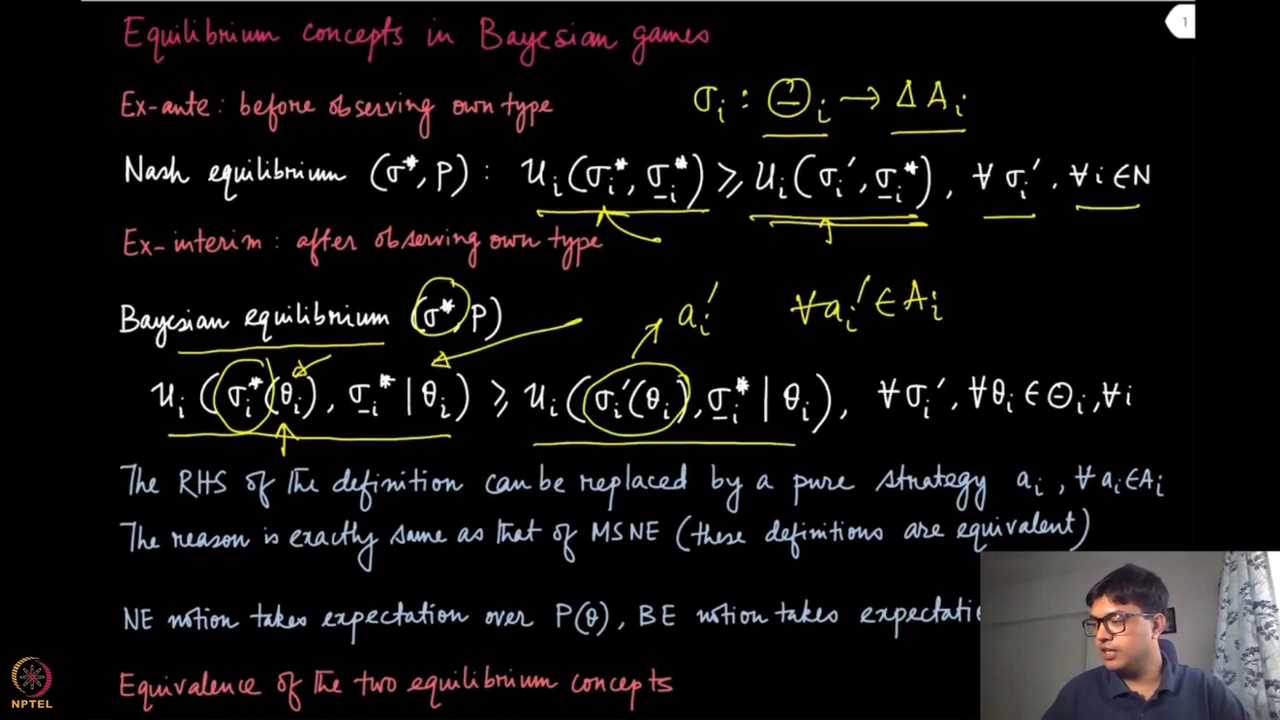 Equilibrium concepts in Bayesian games
1
Ex-ante: before observing own type σᵢ : Θᵢ → Δ Aᵢ
Nash equilibrium (σ*, P) : Uᵢ(σᵢ*, σ₋ᵢ*) ≥ Uᵢ(σᵢ', σ₋ᵢ*), ∀ σᵢ', ∀ i ∈ N
Ex-interim: after observing own type
Bayesian equilibrium (σ*, P) aᵢ' ∀ aᵢ' ∈ Aᵢ
Uᵢ(σᵢ*(θᵢ), σ₋ᵢ* | θᵢ) ≥ Uᵢ(σᵢ'(θᵢ), σ₋ᵢ* | θᵢ), ∀ σᵢ', ∀ θᵢ ∈ Θᵢ, ∀ i
The RHS of the definition can be replaced by a pure strategy aᵢ, ∀ aᵢ ∈ Aᵢ
The reason is exactly same as that of MSNE (these definitions are equivalent)
NE notion takes expectation over P(θ), BE notion takes
Equivalence of the two equilibrium concepts
NPTEL